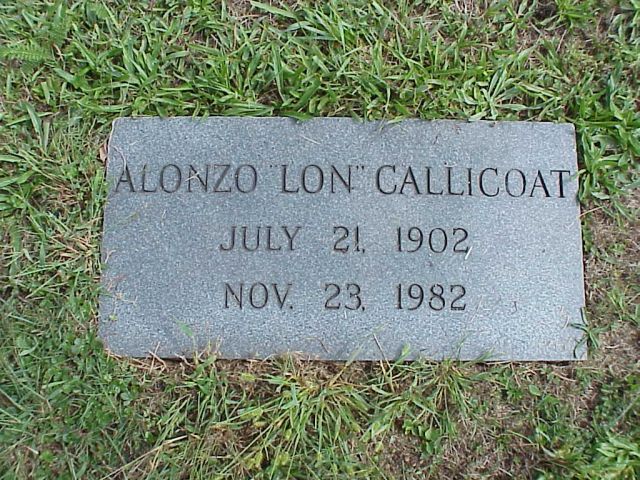 ALONZO "LON" CALLICOAT
JULY 21, 1902
NOV. 23, 1982